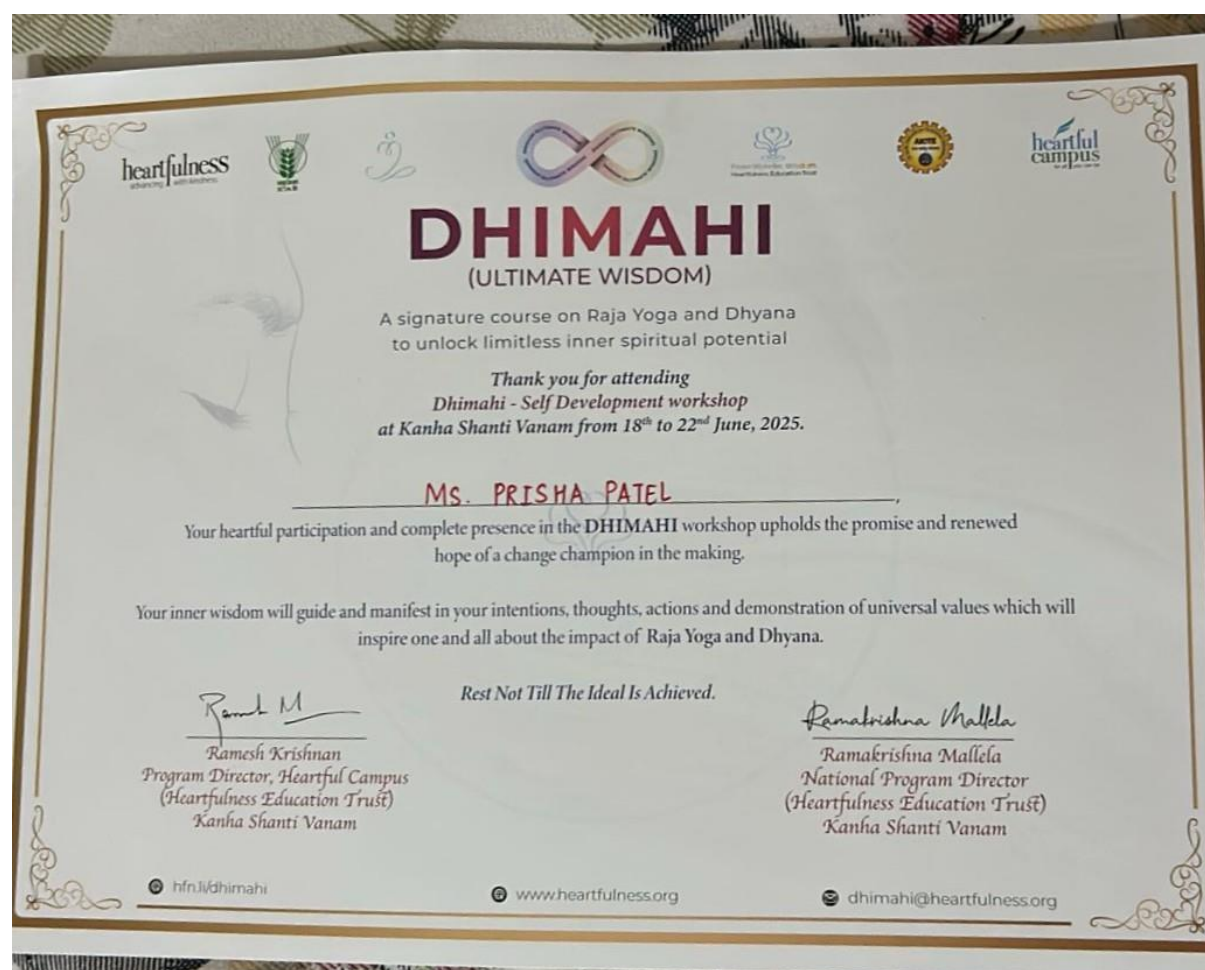 heartfulness
advancing with kindness
AICTE
heartful
campus
Heartfulness Education Trust
DHIMAHI
(ULTIMATE WISDOM)
A signature course on Raja Yoga and Dhyana
to unlock limitless inner spiritual potential
Thank you for attending
Dhimahi - Self Development workshop
at Kanha Shanti Vanam from 18th to 22nd June, 2025.
MS. PRISHA PATEL,
Your heartful participation and complete presence in the DHIMAHI workshop upholds the promise and renewed
hope of a change champion in the making.
Your inner wisdom will guide and manifest in your intentions, thoughts, actions and demonstration of universal values which will
inspire one and all about the impact of Raja Yoga and Dhyana.
Rest Not Till The Ideal Is Achieved.
Ramesh Krishnan
Program Director, Heartful Campus
(Heartfulness Education Trust)
Kanha Shanti Vanam
Ramakrishna Mallela
Ramakrishna Mallela
National Program Director
(Heartfulness Education Trust)
Kanha Shanti Vanam
hfn.li/dhimahi
www.heartfulness.org
dhimahi@heartfulness.org